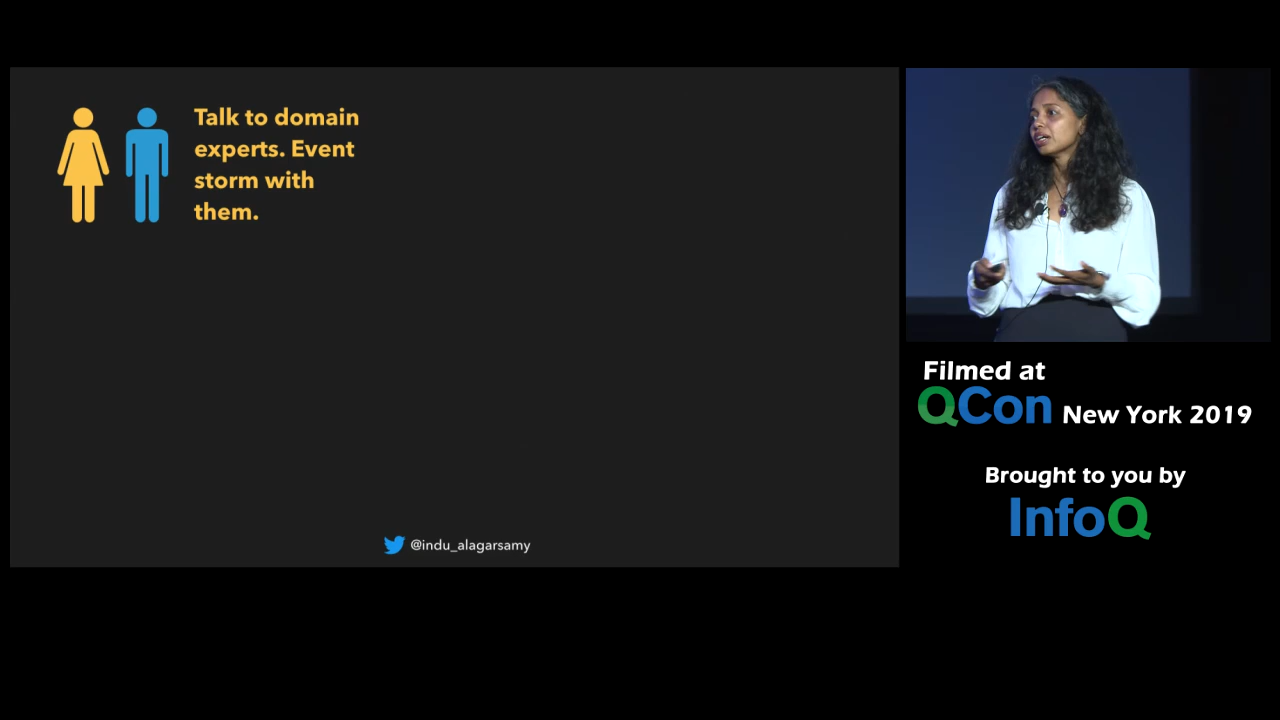 Talk to domain
experts. Event
storm with
them.
@indu_alagarsamy
Filmed at
QCon New York 2019
Brought to you by
InfoQ